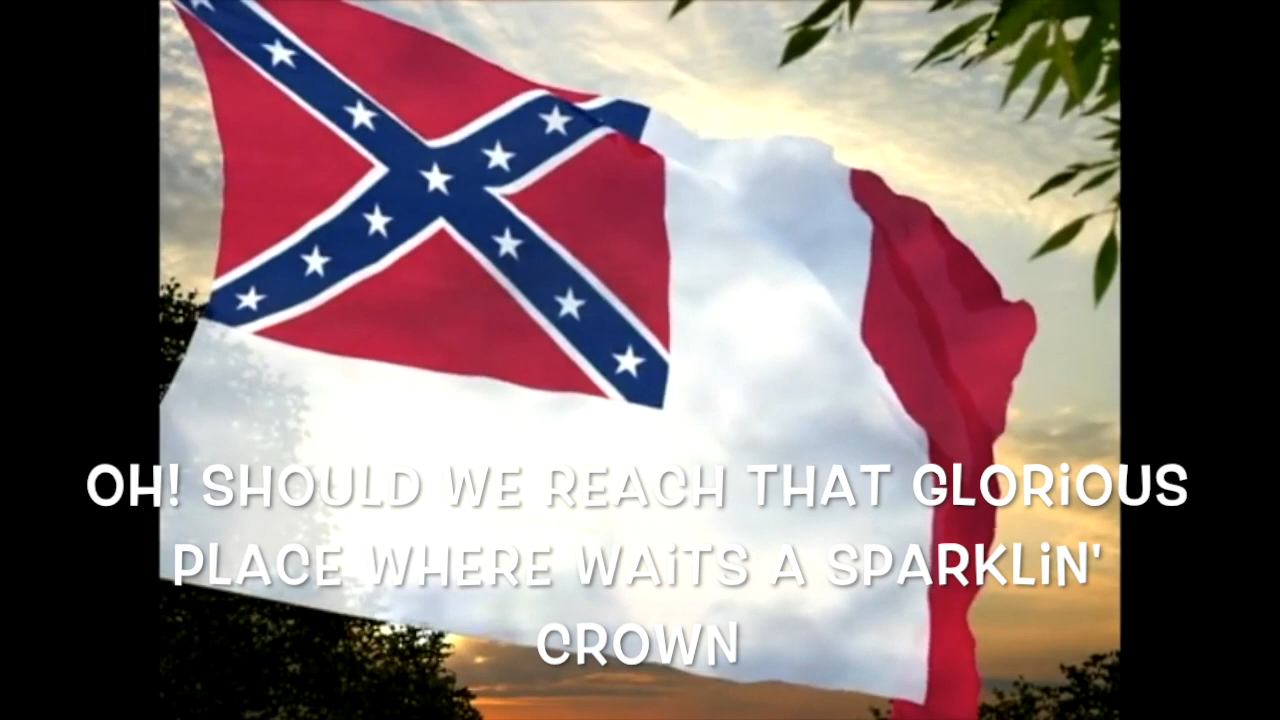 OH! SHOULD WE REACH THAT GLORIOUS
PLACE WHERE WAITS A SPARKLIN'
CROWN